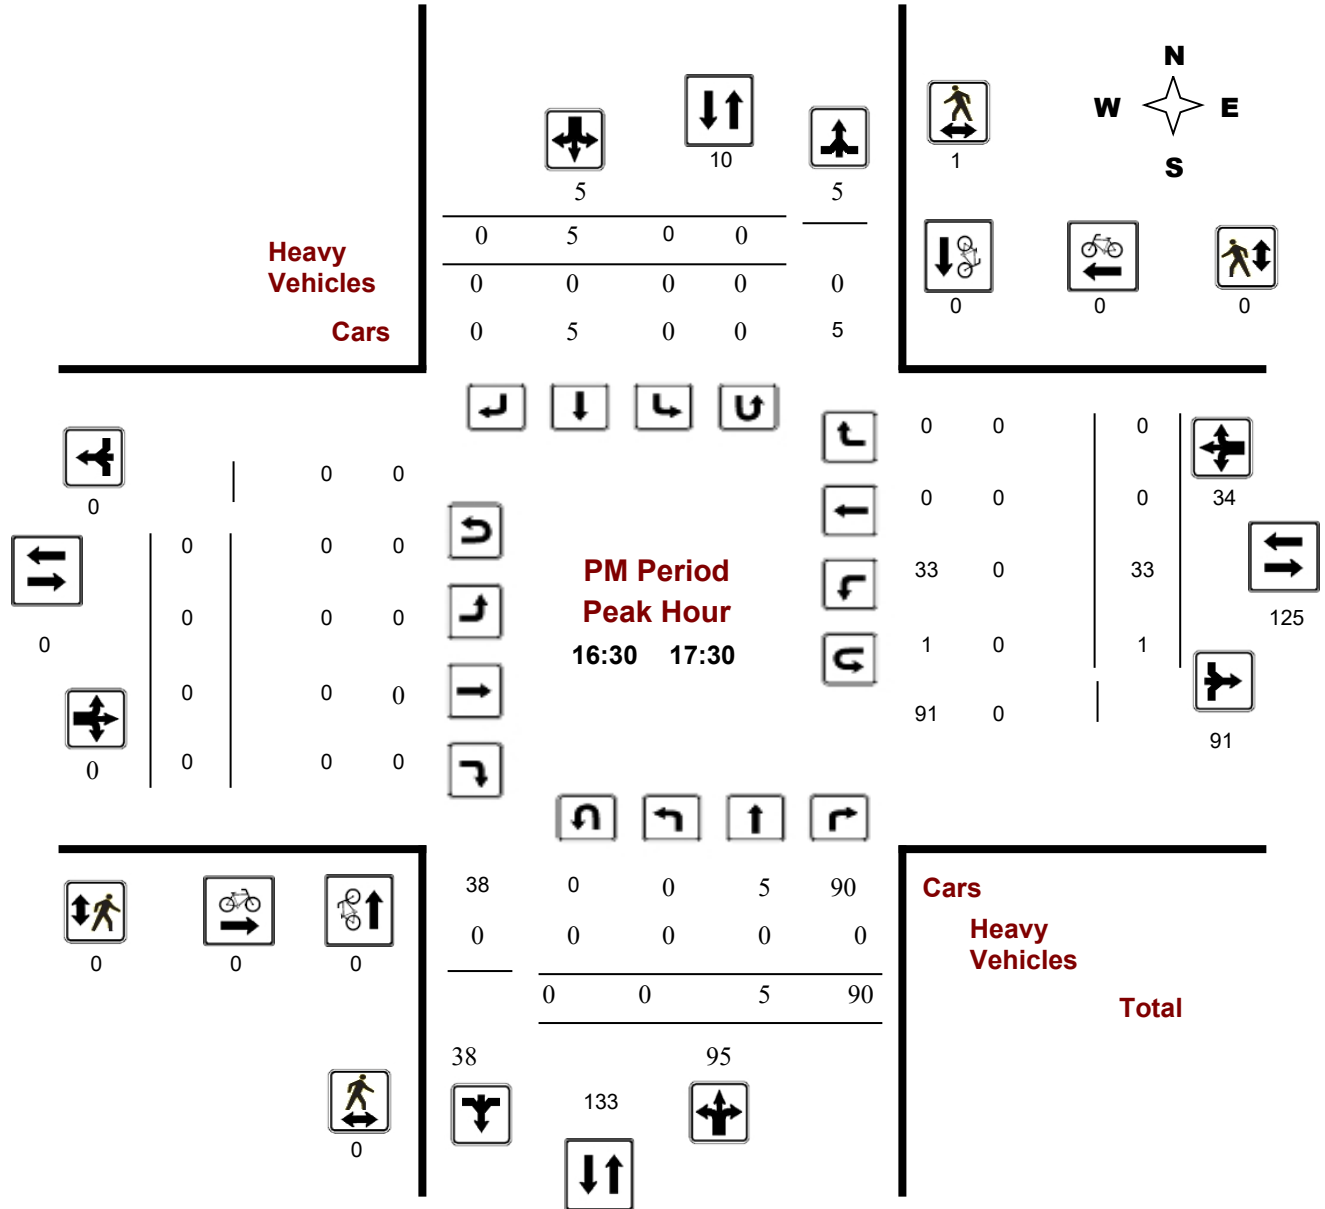 N
W E
S
10
1
5 5
0 5 0 0
0 0 0
Heavy
Vehicles
0 0 0 0 0
Cars
0 5 0 0 5
0 0 0
0 0
0
0 0 0
34
0 0 0
PM Period
33 0 33
Peak Hour
0 0 0
125
16:30 17:30
0
1 0 1
0 0 0
91 0
91
0
0 0 0
38 0 0 5 90
Cars
0 0 0 0 0
Heavy
Vehicles
0 0 0
0 0 5 90
Total
38 95
133
0